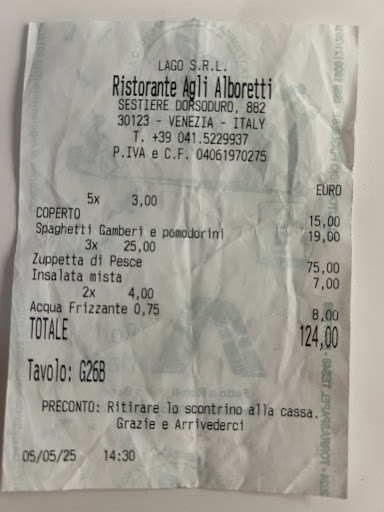 LAGO S.R.L.
Ristorante Agli Alboretti
SESTIERE DORSODURO, 882
30123 - VENEZIA - ITALY
T. +39 041.5229937
P.IVA e C.F. 04061970275
EURO
5x 3,00
COPERTO 15,00
Spaghetti Gamberi e pomodorini 19,00
3x 25,00
Zuppetta di Pesce 75,00
Insalata mista 7,00
2x 4,00
Acqua Frizzante 0,75 8,00
TOTALE 124,00
Tavolo: G26B
PRECONTO: Ritirare lo scontrino alla cassa.
Grazie e Arrivederci
05/05/25 14:30